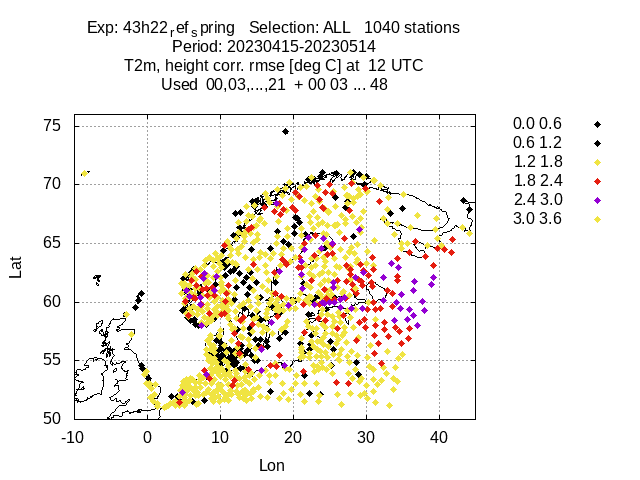 Exp: 43h22refspring Selection: ALL 1040 stations
Period: 20230415-20230514
T2m, height corr. rmse [deg C] at 12 UTC
Used 00,03,...,21 + 00 03 ... 48
0.0 0.6
0.6 1.2
1.2 1.8
1.8 2.4
2.4 3.0
3.0 3.6
75
70
65
60
55
50
Lat
-10 0 10 20 30 40
Lon